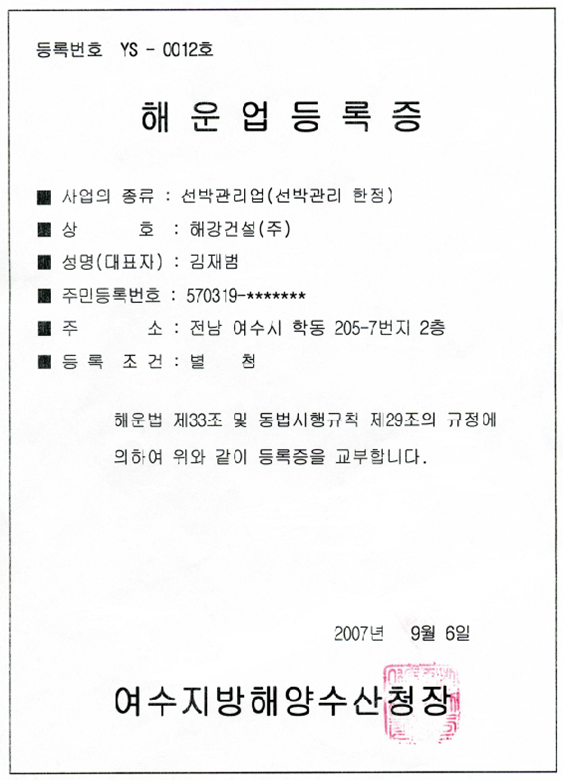 등록번호 YS - 0012호
해운업등록증
■ 사업의 종류 : 선박관리업(선박관리 한정)
■ 상 호 : 해강건설(주)
■ 성명(대표자) : 김재범
■ 주민등록번호 : 570319-*******
■ 주 소 : 전남 여수시 학동 205-7번지 2층
■ 등 록 조 건 : 별 첨
해운법 제33조 및 동법시행규칙 제29조의 규정에
의하여 위와 같이 등록증을 교부합니다.
2007년 9월 6일
여수지방해양수산청장